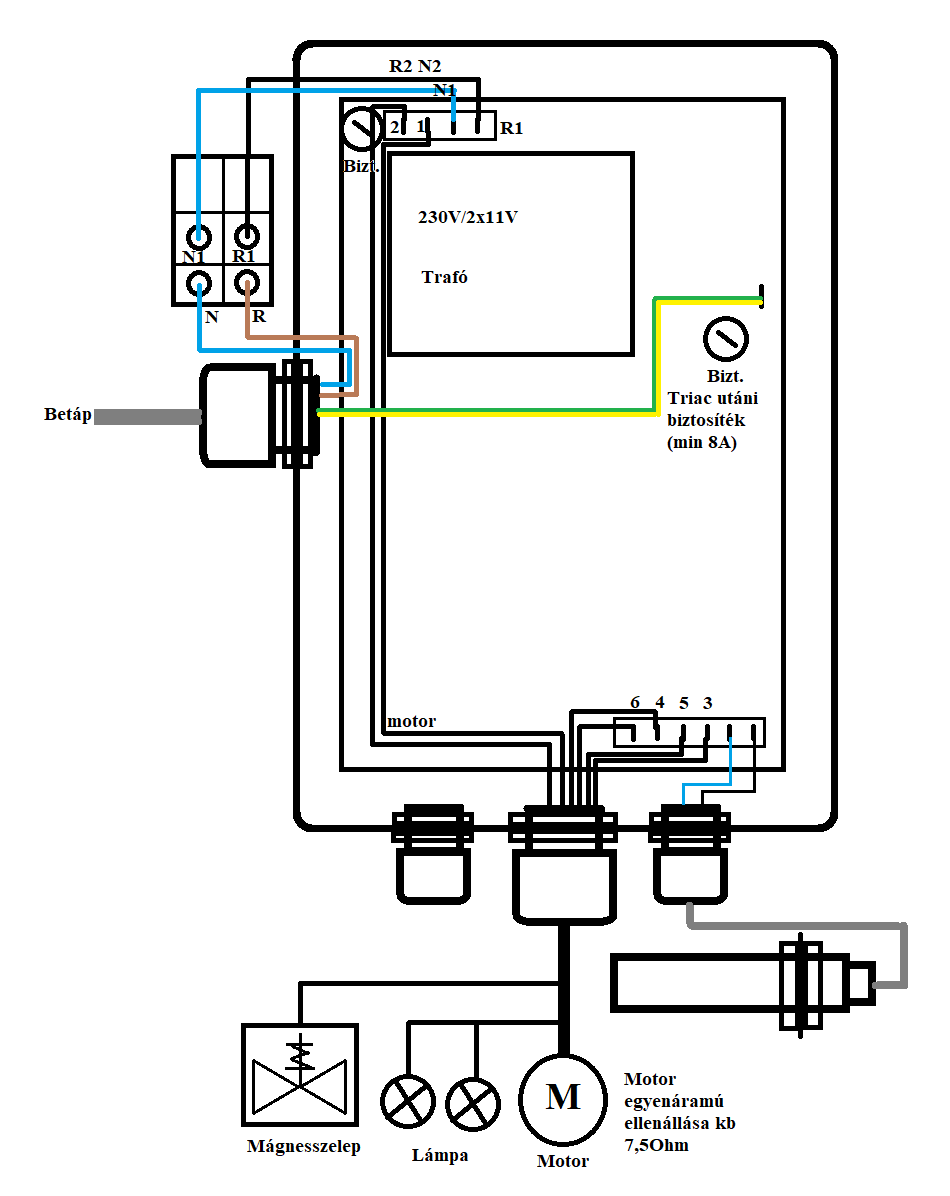 R2 N2
N1
2 1
R1
Bizt.
230V/2x11V
Trafó
N1 R1
N R
Bizt.
Triac utáni
biztosíték
(min 8A)
Betáp
6 4 5 3
motor
M
Motor
egyenáramú
ellenállása kb
7,5Ohm
Mágnesszelep
Lámpa
Motor